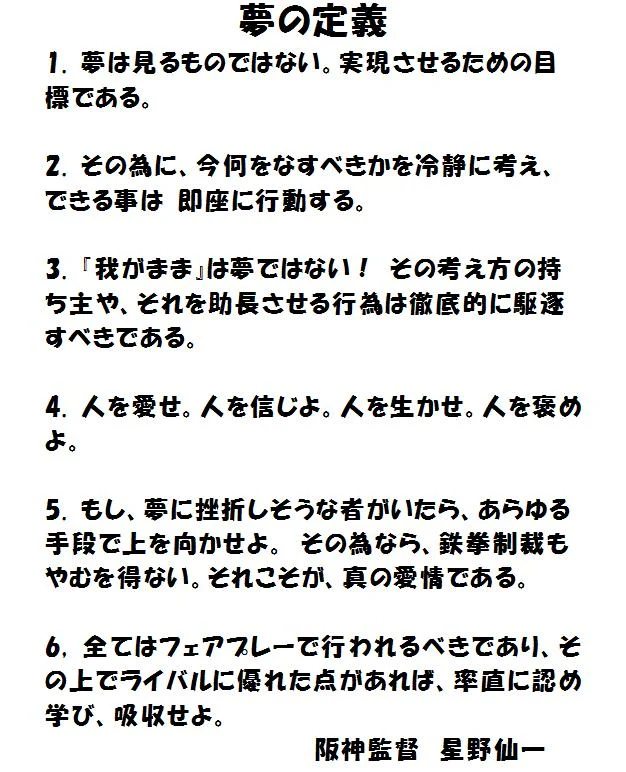 夢の定義
1. 夢は見るものではない。実現させるための目
標である。
2. その為に、今何をなすべきかを冷静に考え、
できる事は 即座に行動する。
3. 『我がまま』は夢ではない！ その考え方の持
ち主や、それを助長させる行為は徹底的に駆逐
すべきである。
4. 人を愛せ。人を信じよ。人を生かせ。人を褒め
よ。
5. もし、夢に挫折しそうな者がいたら、あらゆる
手段で上を向かせよ。 その為なら、鉄拳制裁も
やむを得ない。それこそが、真の愛情である。
6, 全てはフェアプレーで行われるべきであり、そ
の上でライバルに優れた点があれば、率直に認め
学び、吸収せよ。
阪神監督 星野仙一